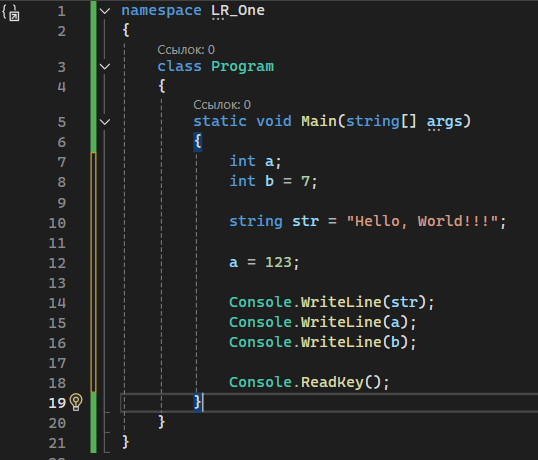 1 namespace LR_One
2 {
Ссылок: 0
3 class Program
4 {
Ссылок: 0
5 static void Main(string[] args)
6 {
7 int a;
8 int b = 7;
9
10 string str = "Hello, World!!!";
11
12 a = 123;
13
14 Console.WriteLine(str);
15 Console.WriteLine(a);
16 Console.WriteLine(b);
17
18 Console.ReadKey();
19 }
20 }
21 }